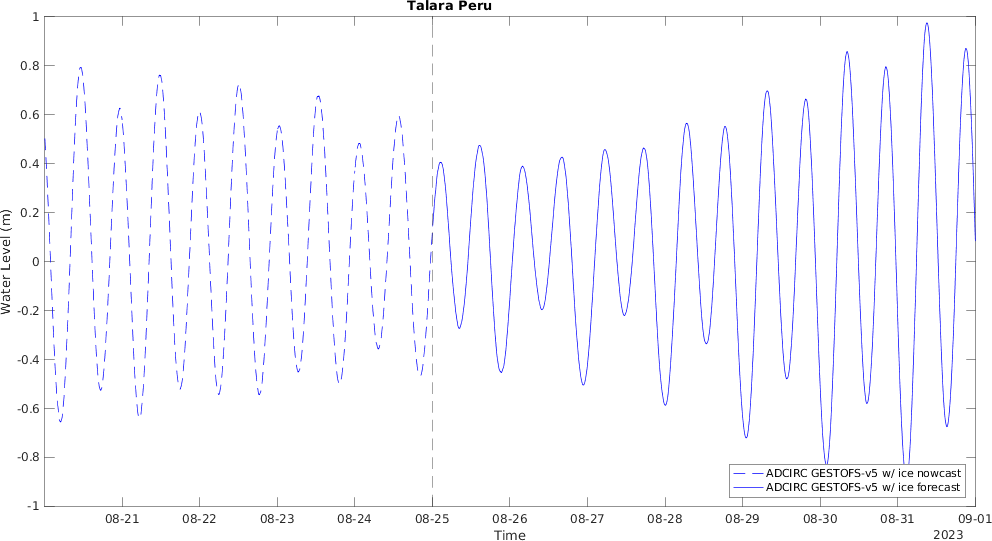 Talara Peru
Water Level (m)
1
0.8
0.6
0.4
0.2
0
-0.2
-0.4
-0.6
-0.8
-1
ADCIRC GESTOFS-v5 w/ ice nowcast
ADCIRC GESTOFS-v5 w/ ice forecast
08-21 08-22 08-23 08-24 08-25 08-26 08-27 08-28 08-29 08-30 08-31 09-01
Time
2023